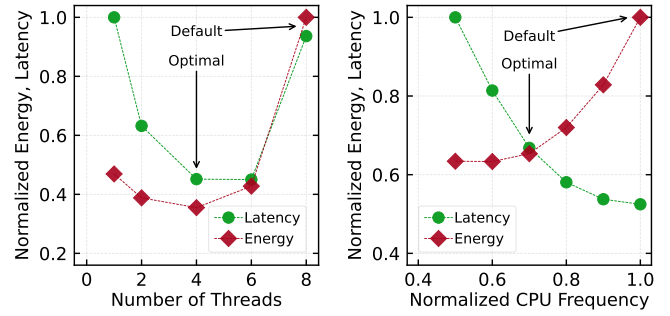 Normalized Energy, Latency
1.0
0.8
0.6
0.4
0.2
Default
Optimal
Latency
Energy
0 2 4 6 8
Number of Threads
Normalized Energy, Latency
1.0
0.8
0.6
0.4
Default
Optimal
Latency
Energy
0.4 0.6 0.8 1.0
Normalized CPU Frequency